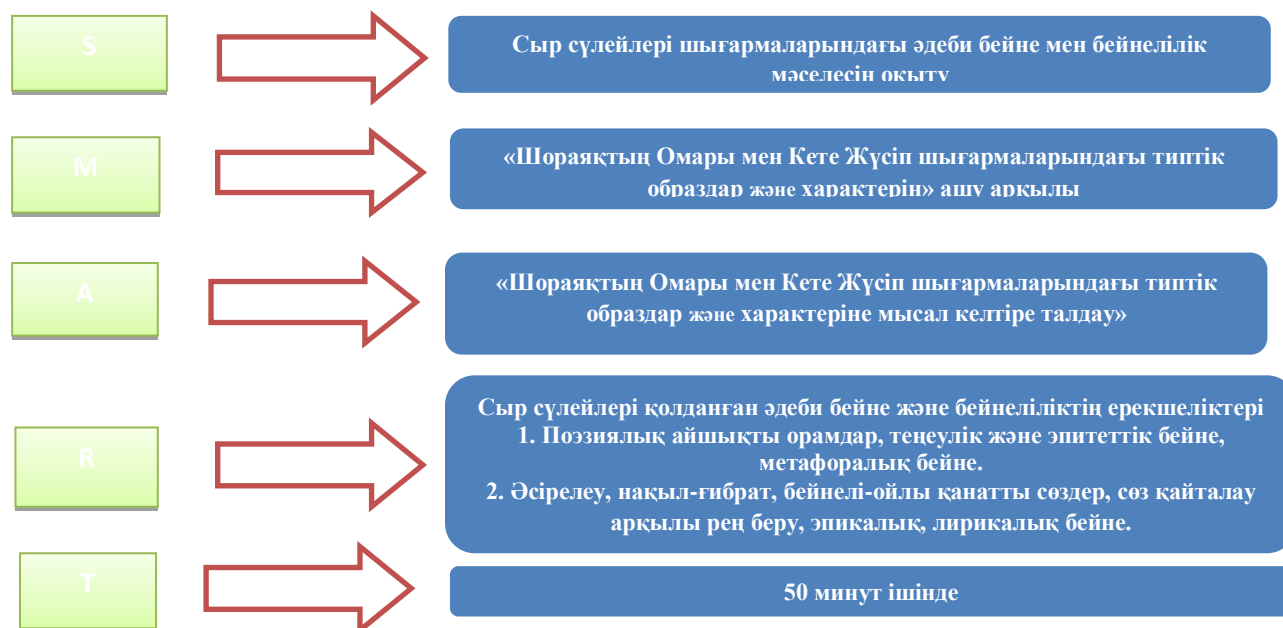 S
Сыр сүлейлері шығармаларындағы әдеби бейне мен бейнелілік
мәселесін оқыту
M
«Шораяқтың Омары мен Кете Жүсіп шығармаларындағы типтік
образдар және характерін» ашу арқылы
A
«Шораяқтың Омары мен Кете Жүсіп шығармаларындағы типтік
образдар және характеріне мысал келтіре талдау»
R
Сыр сүлейлері қолданған әдеби бейне және бейнеліліктің ерекшеліктері
1. Поэзиялық айшықты орамдар, теңеулік және эпитеттік бейне,
метафоралық бейне.
2. Әсірелеу, нақыл-ғибрат, бейнелі-ойлы қанатты сөздер, сөз қайталау
арқылы рең беру, эпикалық, лирикалық бейне.
T
50 минут ішінде